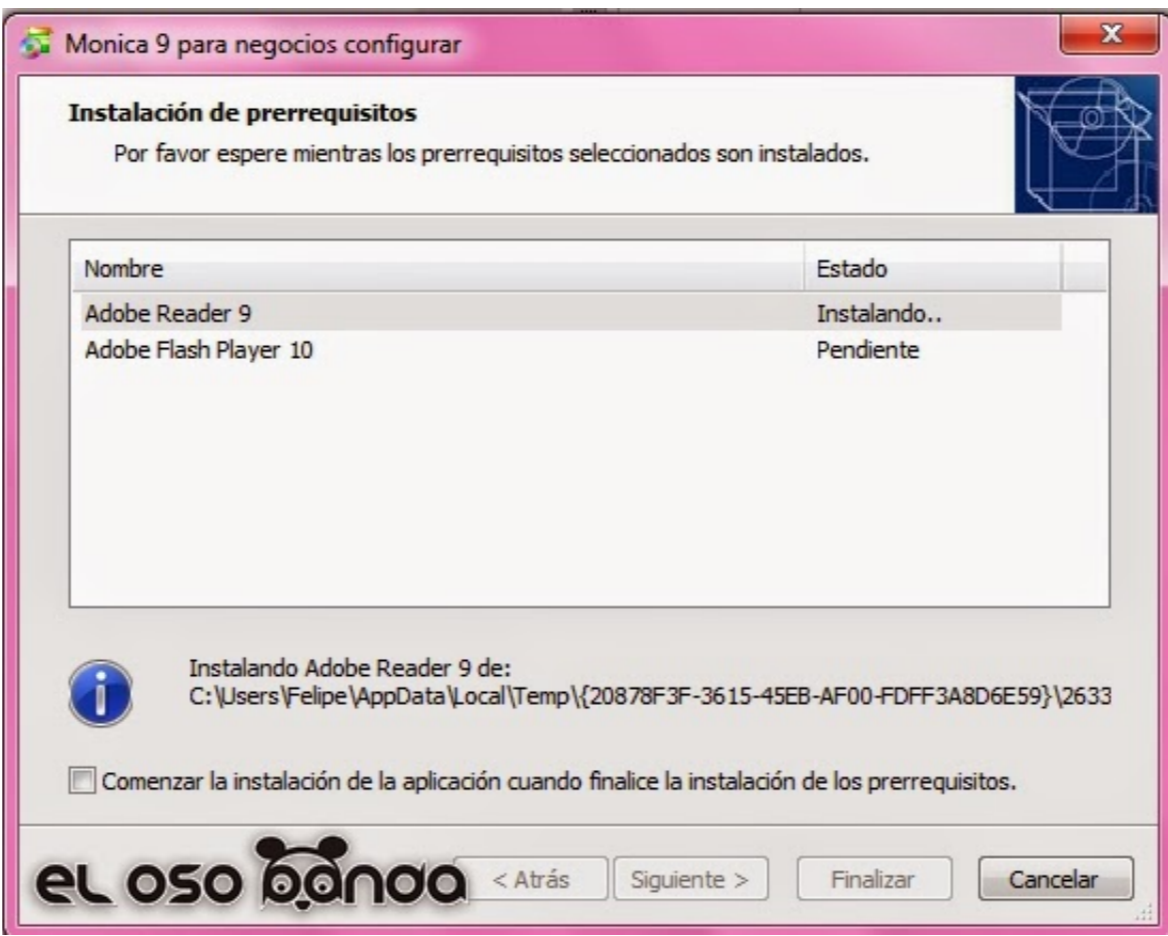 Monica 9 para negocios configurar
Instalación de prerrequisitos
Por favor espere mientras los prerrequisitos seleccionados son instalados.
Nombre Estado
Adobe Reader 9 Instalando..
Adobe Flash Player 10 Pendiente
Instalando Adobe Reader 9 de:
C:\Users\Felipe\AppData\Local\Temp\{20878F3F-3615-45EB-AF00-FDFF3A8D6E59}\2633
Comenzar la instalación de la aplicación cuando finalice la instalación de los prerrequisitos.
eL oso panda < Atrás Siguiente > Finalizar Cancelar